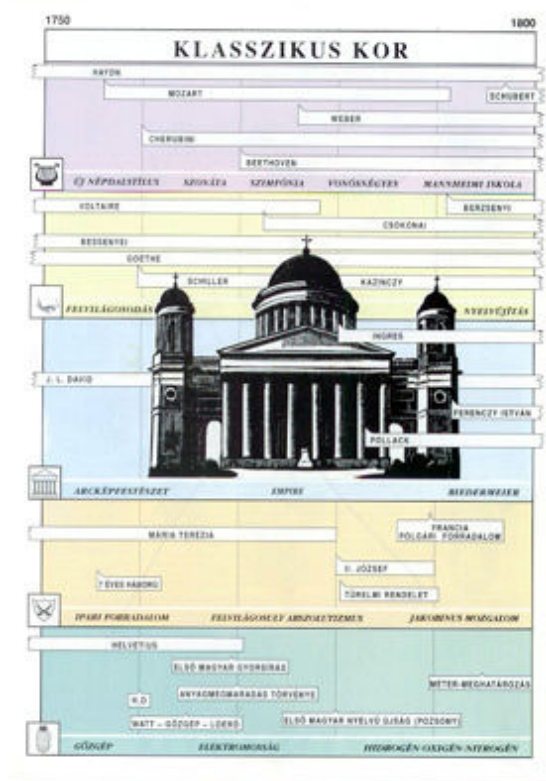 1750
1800
KLASSZIKUS KOR
HAYDN
MOZART
SCHUBERT
WEBER
CHERUBINI
BEETHOVEN
ÚJ NÉPDALSTÍLUS SZONÁTA SZIMFÓNIA VONÓSNÉGYES MANNHEIMI ISKOLA
VOLTAIRE
BERZSENYI
CSOKONAI
BESSENYEI
GOETHE
SCHILLER
KAZINCZY
FELVILÁGOSODÁS
NYELVÚJÍTÁS
INGRES
J. L. DAVID
FERENCZY ISTVÁN
POLLACK
ARCKÉPFESTÉSZET EMPIRE BIEDERMEIER
MÁRIA TERÉZIA
FRANCIA
POLGÁRI FORRADALOM
II. JÓZSEF
7 ÉVES HÁBORÚ
TÜRELMI RENDELET
IPARI FORRADALOM FELVILÁGOSULT ABSZOLUTIZMUS JAKOBINUS MOZGALOM
HELVETIUS
ELSŐ MAGYAR GYORSÍRÁS
MÉTER-MEGHATÁROZÁS
ANYAGMEGMARADÁS TÖRVÉNYE
WATT – GŐZGÉP – LÓERŐ
ELSŐ MAGYAR NYELVŰ ÚJSÁG (POZSONY)
GŐZGÉP ELEKTROMOSSÁG HIDROGÉN-OXIGÉN-NITROGÉN